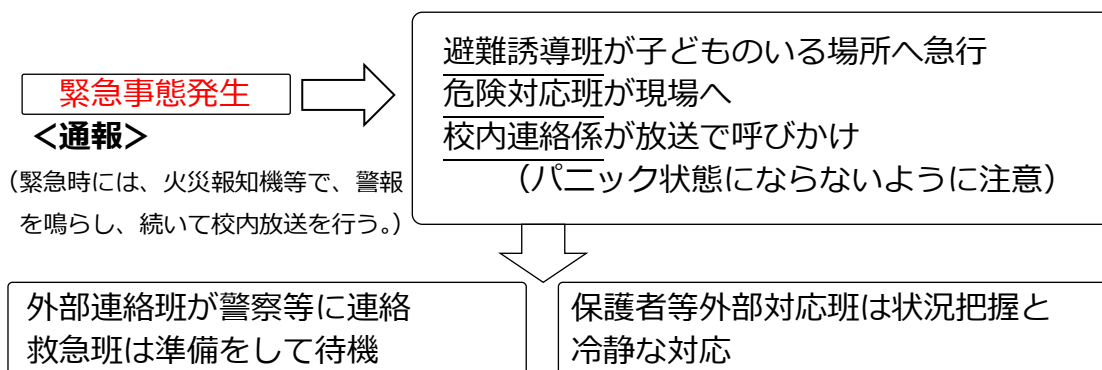 緊急事態発生
<通報>
(緊急時には、火災報知機等で、警報
を鳴らし、続いて校内放送を行う。)
避難誘導班が子どものいる場所へ急行
危険対応班が現場へ
校内連絡係が放送で呼びかけ
(パニック状態にならないように注意)
外部連絡班が警察等に連絡
救急班は準備をして待機
保護者等外部対応班は状況把握と
冷静な対応